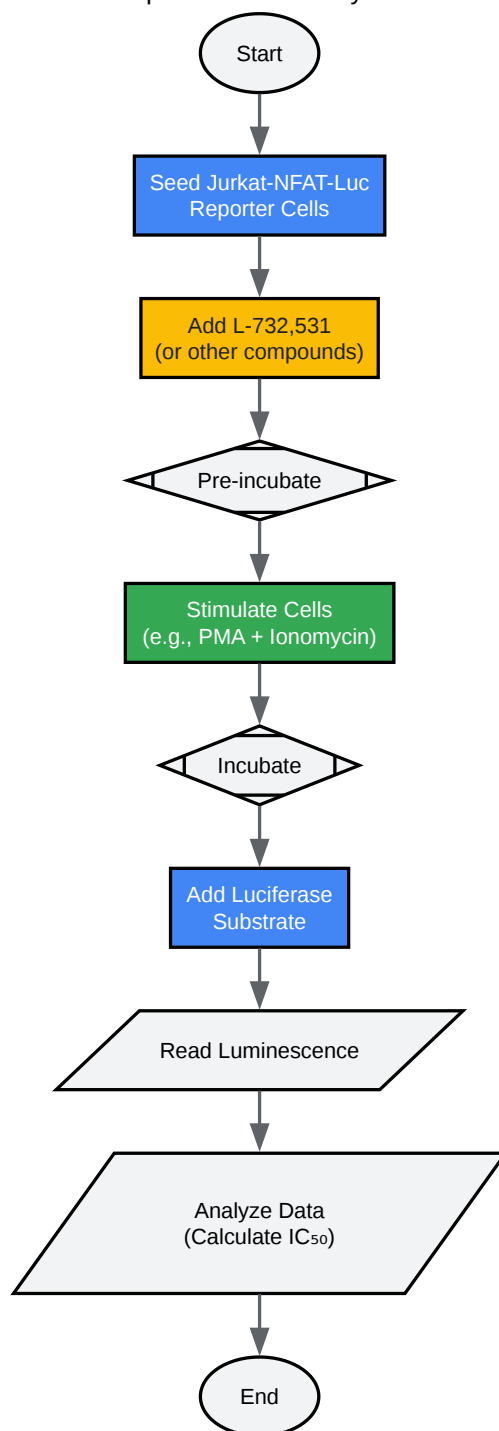 Start
Seed Jurkat-NFAT-Luc
Reporter Cells
Add L-732,531
(or other compounds)
Pre-incubate
Stimulate Cells
(e.g., PMA + Ionomycin)
Incubate
Add Luciferase
Substrate
Read Luminescence
Analyze Data
(Calculate IC₅₀)
End